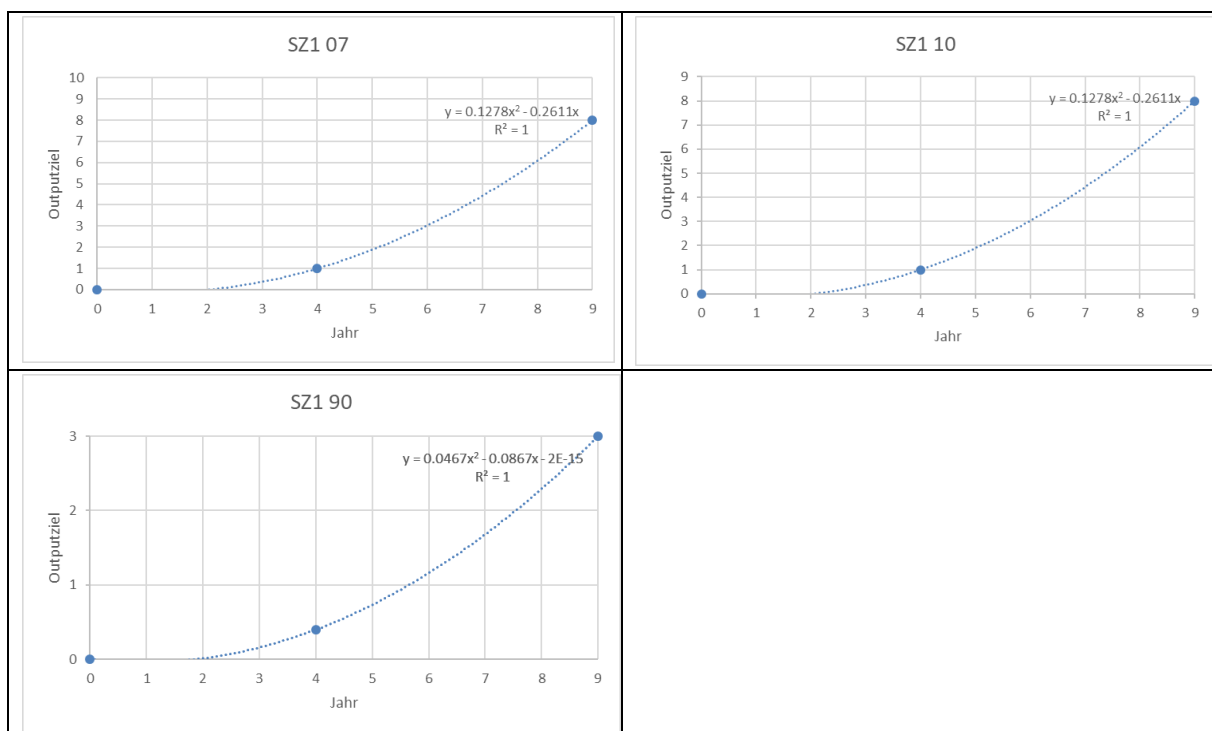 SZ1 07
10
9
8
7
6
5
4
3
2
1
0
Outputziel
y = 0.1278x² - 0.2611x
R² = 1
0 1 2 3 4 5 6 7 8 9
Jahr
SZ1 10
9
8
7
6
5
4
3
2
1
0
Outputziel
y = 0.1278x² - 0.2611x
R² = 1
0 1 2 3 4 5 6 7 8 9
Jahr
SZ1 90
3
2
1
0
Outputziel
y = 0.0467x² - 0.0867x - 2E-15
R² = 1
0 1 2 3 4 5 6 7 8 9
Jahr